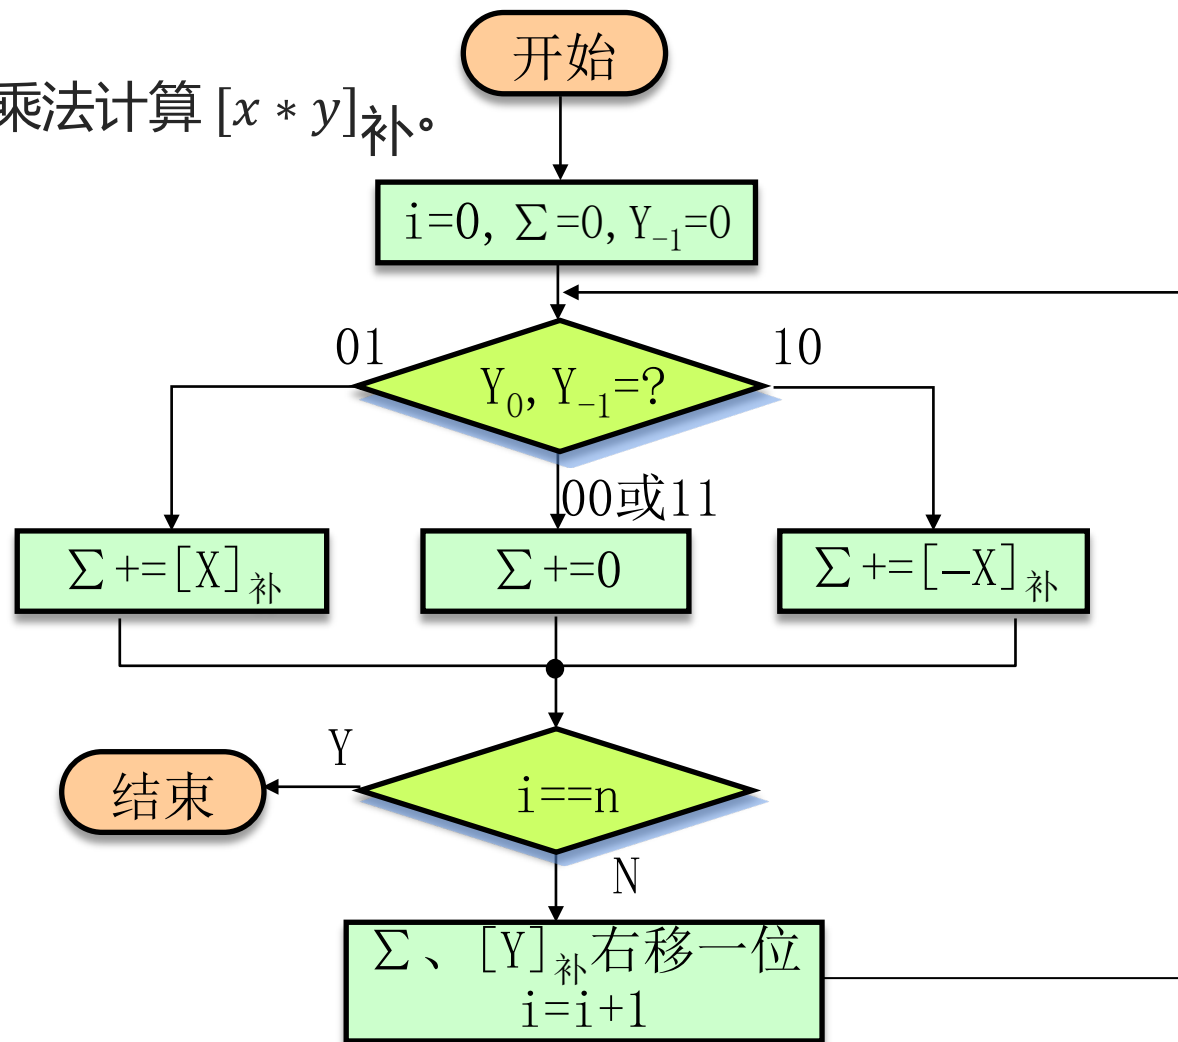 开始
乘法计算 [x * y]补。
i=0, Σ=0, Y-1=0
01
10
Y0, Y-1=?
00或11
Σ+=[X]补
Σ+=0
Σ+=[-X]补
Y
结束
i==n
N
Σ、[Y]补右移一位
i=i+1